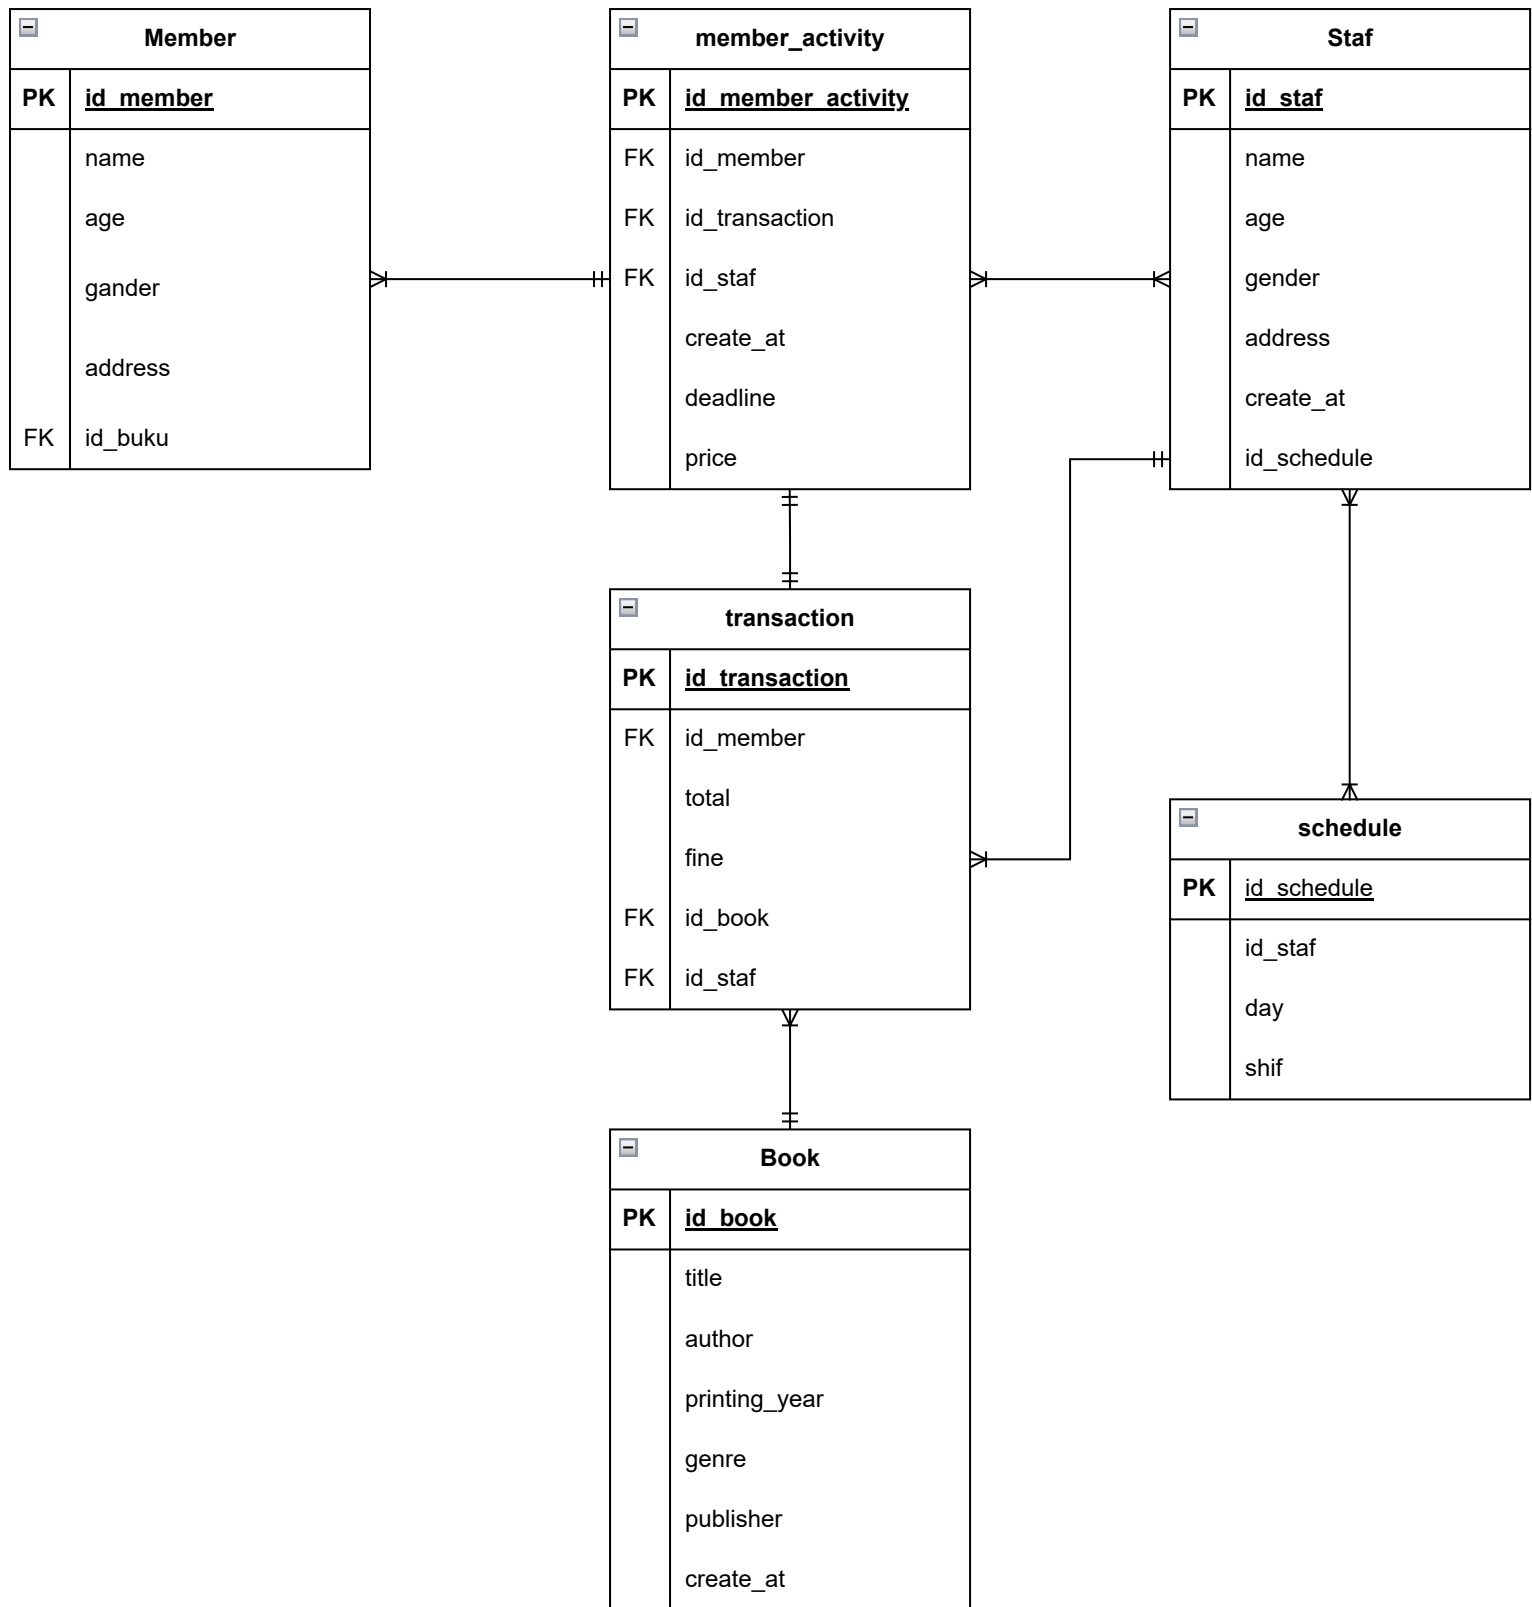 Member
PK id_member
name
age
gander
address
FK id_buku
member_activity
PK id_member_activity
FK id_member
FK id_transaction
FK id_staf
create_at
deadline
price
Staf
PK id_staf
name
age
gender
address
create_at
id_schedule
transaction
PK id_transaction
FK id_member
total
fine
FK id_book
FK id_staf
schedule
PK id_schedule
id_staf
day
shif
Book
PK id_book
title
author
printing_year
genre
publisher
create_at